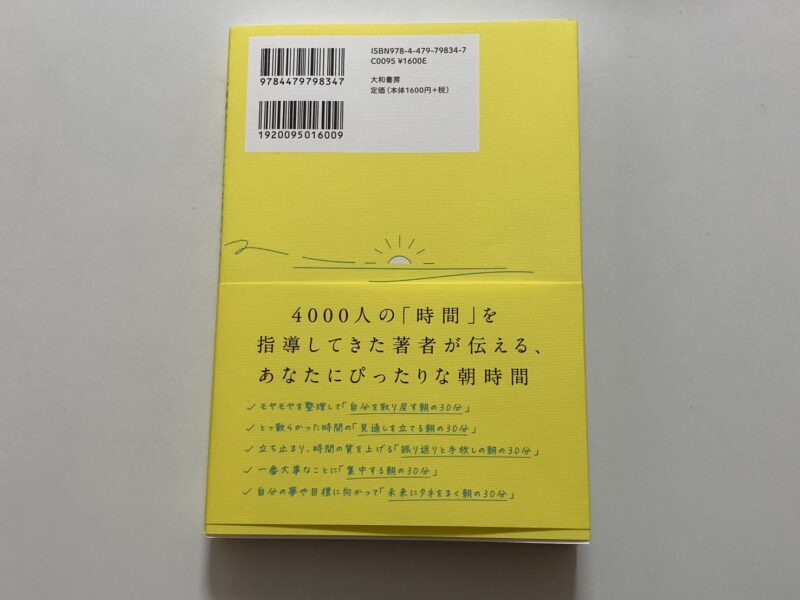 ISBN978-4-479-79834-7
C0095 ¥1600E
9784479798347
大和書房
定価(本体1600円+税)
1920095016009
4000人の「時間」を
指導してきた著者が伝える、
あなたにぴったりな朝時間
✓ モヤモヤを整理して「自分を取り戻す朝の30分」
✓ とっ散らかった時間の「見通しを立てる朝の30分」
✓ 立ち止まり、時間の質を上げる「振り返りと手放しの朝の30分」
✓ 一番大事なことに「集中する朝の30分」
✓ 自分の夢や目標に向かって「未来にタネをまく朝の30分」